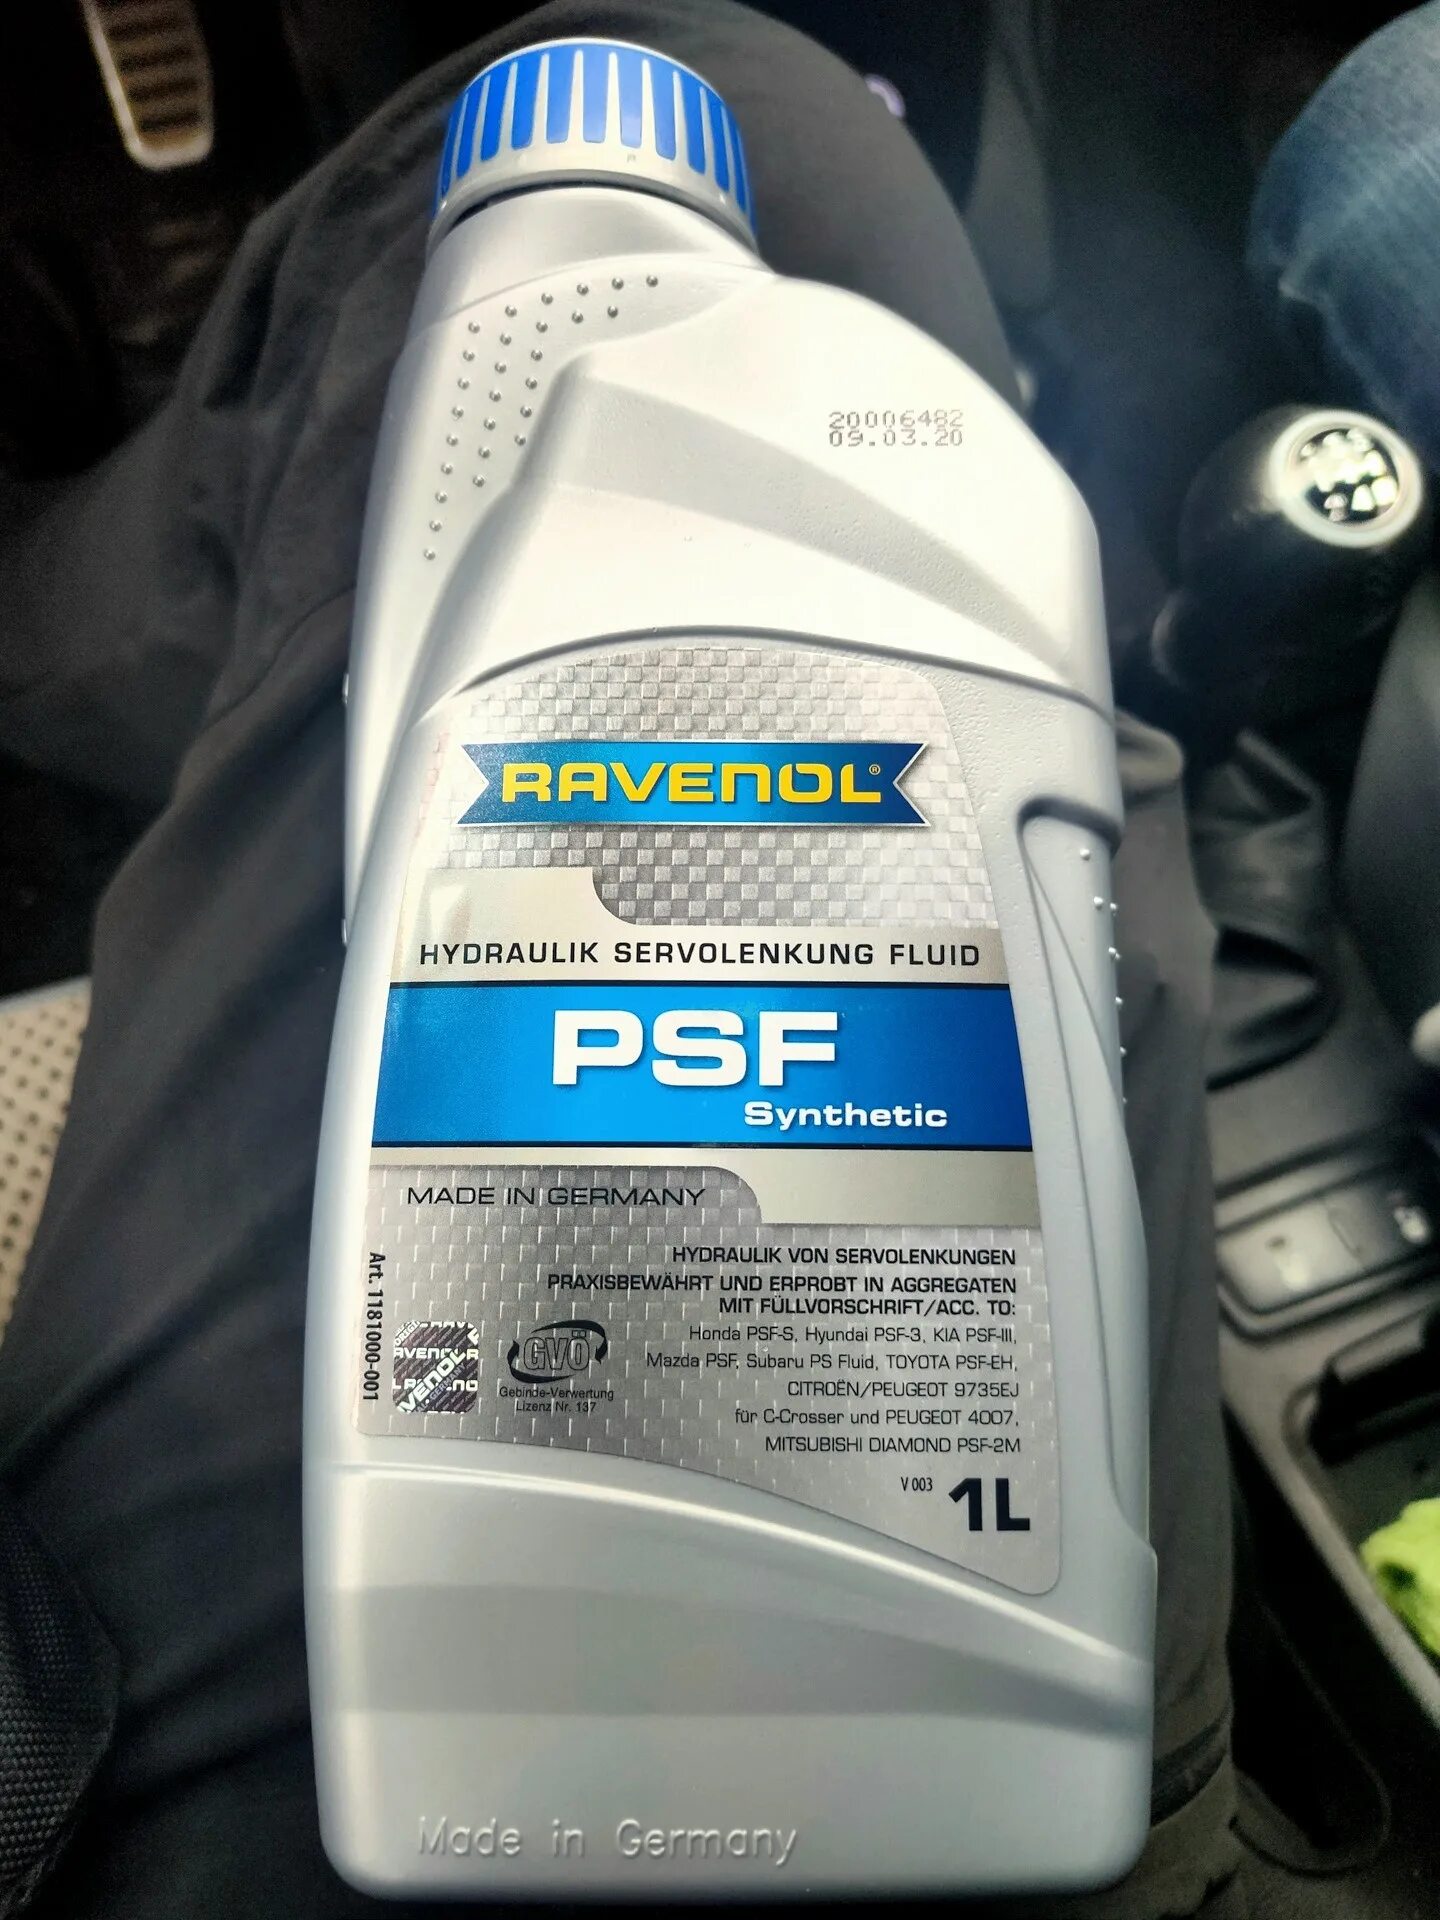 20006482
09.03.20
RAVENOL®
HYDRAULIK SERVOLENKUNG FLUID
PSF
Synthetic
MADE IN GERMANY
HYDRAULIK VON SERVOLENKUNGEN
PRAXISBEWÄHRT UND ERPROBT IN AGGREGATEN
MIT FÜLLVORSCHRIFT/ACC. TO:
Honda PSF-S, Hyundai PSF-3, KIA PSF-III,
Mazda PSF, Subaru PS Fluid, TOYOTA PSF-EH,
CITROËN/PEUGEOT 9735EJ
für C-Crosser und PEUGEOT 4007,
MITSUBISHI DIAMOND PSF-2M
V 003
1L
Art. 1181000-001
RAVENOL
GVÖ
Gebinde-Verwertung
Lizenz Nr. 137
Made in Germany